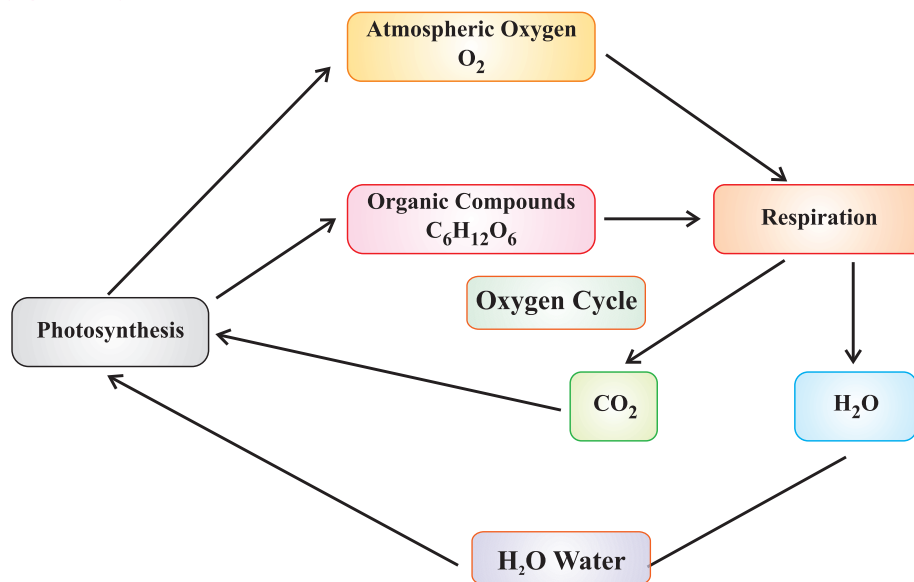 Atmospheric Oxygen
O₂
Organic Compounds
C₆H₁₂O₆
Respiration
Oxygen Cycle
Photosynthesis
CO₂
H₂O
H₂O Water